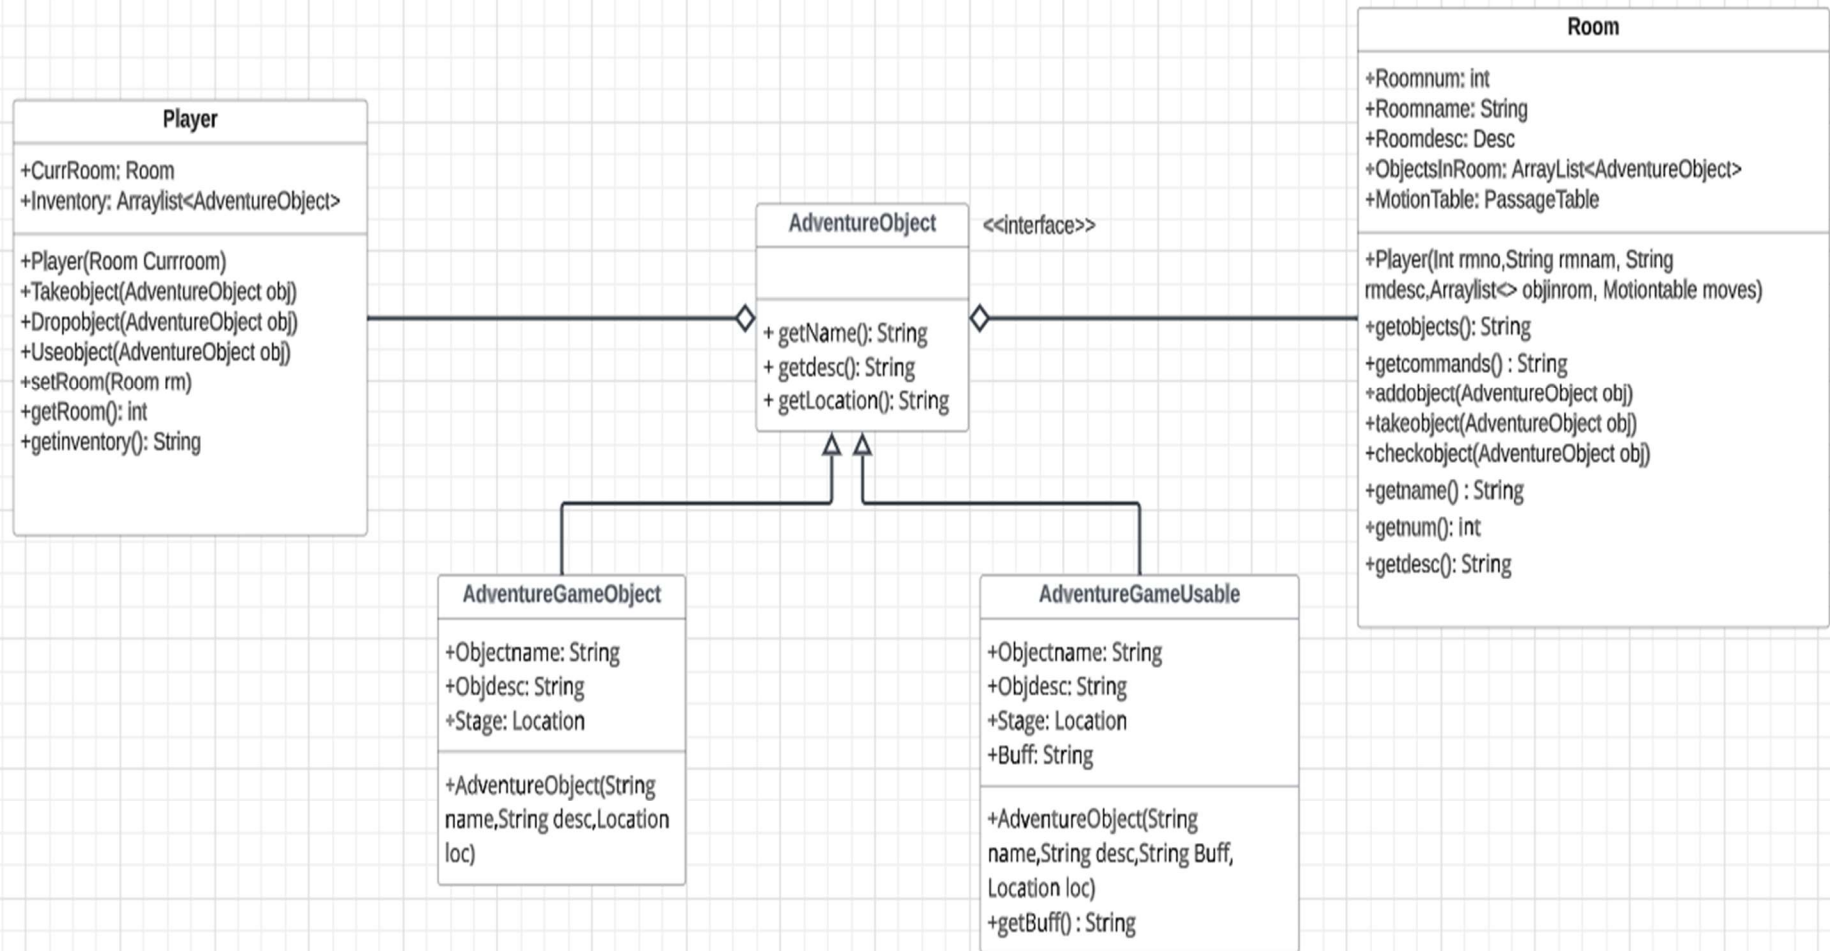 Player
+CurrRoom: Room
+Inventory: Arraylist<AdventureObject>
+Player(Room Currroom)
+Takeobject(AdventureObject obj)
+Dropobject(AdventureObject obj)
+Useobject(AdventureObject obj)
+setRoom(Room rm)
+getRoom(): int
+getinventory(): String
AdventureObject
<<interface>>
+ getName(): String
+ getdesc(): String
+ getLocation(): String
Room
+Roomnum: int
+Roomname: String
+Roomdesc: Desc
+ObjectsInRoom: ArrayList<AdventureObject>
+MotionTable: PassageTable
+Player(Int rmno,String rmnam, String
rmdesc,Arraylist<> objinrom, Motiontable moves)
+getobjects(): String
+getcommands() : String
+addobject(AdventureObject obj)
+takeobject(AdventureObject obj)
+checkobject(AdventureObject obj)
+getname() : String
+getnum(): int
+getdesc(): String
AdventureGameObject
+Objectname: String
+Objdesc: String
+Stage: Location
+AdventureObject(String
name,String desc,Location
loc)
AdventureGameUsable
+Objectname: String
+Objdesc: String
+Stage: Location
+Buff: String
+AdventureObject(String
name,String desc,String Buff,
Location loc)
+getBuff() : String